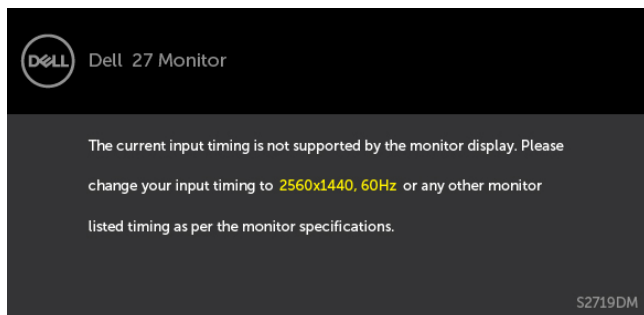 DELL
Dell 27 Monitor
The current input timing is not supported by the monitor display. Please
change your input timing to 2560x1440, 60Hz or any other monitor
listed timing as per the monitor specifications.
S2719DM